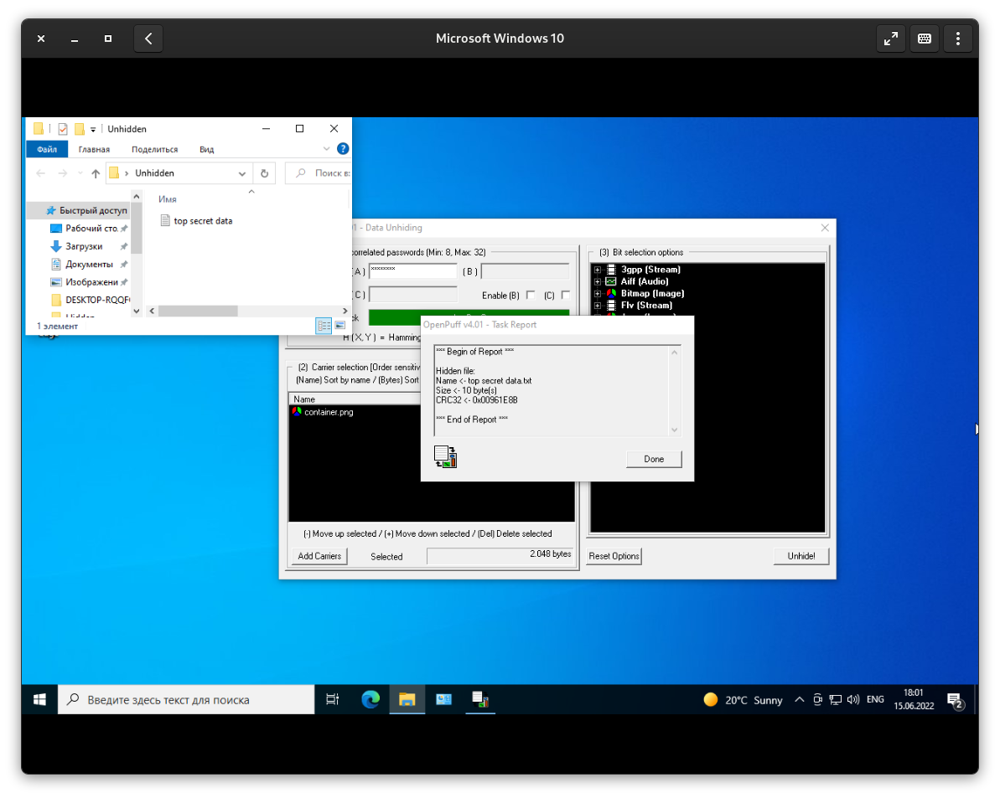 Microsoft Windows 10
Unhidden
Файл Главная Поделиться Вид
Unhidden
Поиск в:
Имя
Быстрый доступ
Рабочий сто.
Загрузки
Документы
Изображени
DESKTOP-RQQF
top secret data
1 элемент
- Data Unhiding
correlated passwords (Min: 8, Max: 32)
(A) ******** (B)
(C) Enable (B) (C)
H (X, Y) = Hamming
(2) Carrier selection [Order sensitiv
(Name) Sort by name / (Bytes) Sort
Name
container.png
(-) Move up selected / (+) Move down selected / (Del) Delete selected
Add Carriers Selected 2.048 bytes
(3) Bit selection options
3gpp (Stream)
Aiff (Audio)
Bitmap (Image)
Flv (Stream)
Reset Options Unhide!
OpenPuff v4.01 - Task Report
*** Begin of Report ***
Hidden file:
Name <- top secret data.txt
Size <- 10 byte(s)
CRC32 <- 0x00961E8B
*** End of Report ***
Done
Введите здесь текст для поиска
20°C Sunny
ENG
18:01
15.06.2022
2